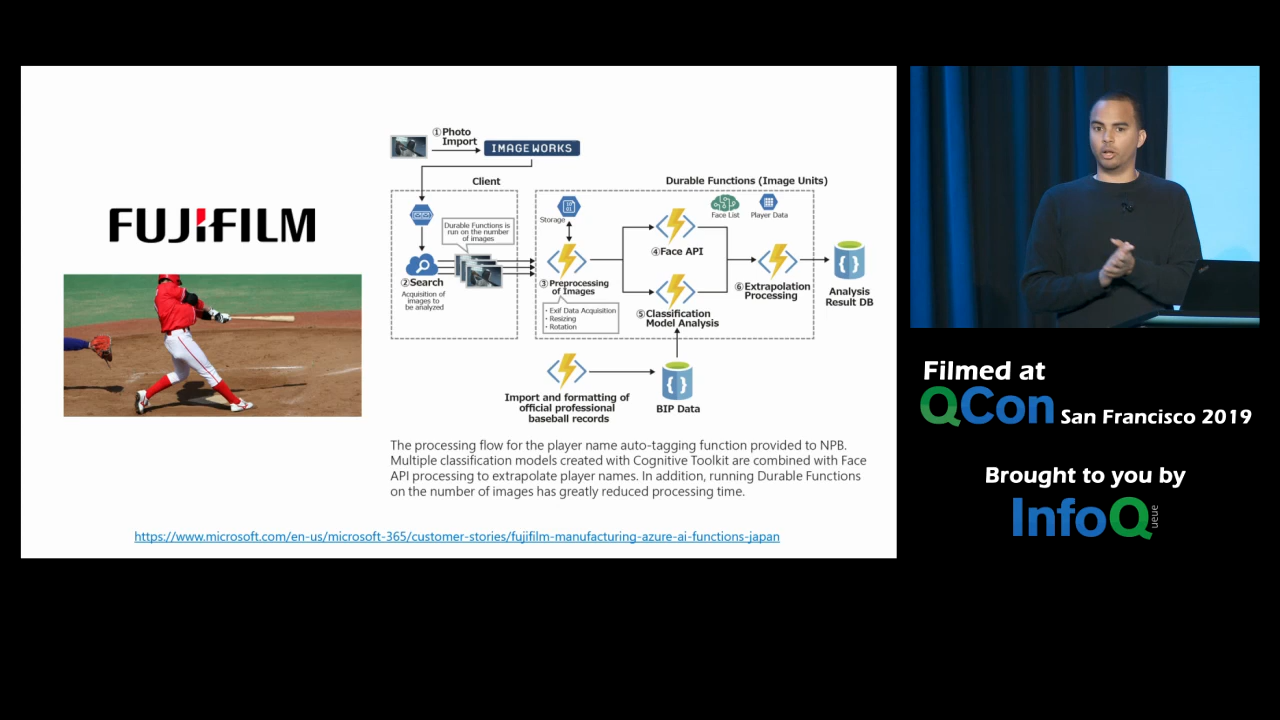 FUJIFILM
①Photo
Import
IMAGEWORKS
Client
Durable Functions (Image Units)
Durable Functions is
run on the number
of images
Storage
Face List
Player Data
②Search
Acquisition of
images to
be analyzed
③Preprocessing
of Images
・Exif Data Acquisition
・Resizing
・Rotation
④Face API
⑤Classification
Model Analysis
⑥Extrapolation
Processing
Analysis
Result DB
Import and formatting of
official professional
baseball records
BIP Data
The processing flow for the player name auto-tagging function provided to NPB.
Multiple classification models created with Cognitive Toolkit are combined with Face
API processing to extrapolate player names. In addition, running Durable Functions
on the number of images has greatly reduced processing time.
https://www.microsoft.com/en-us/microsoft-365/customer-stories/fujifilm-manufacturing-azure-ai-functions-japan
Filmed at
QCon San Francisco 2019
Brought to you by
InfoQueue